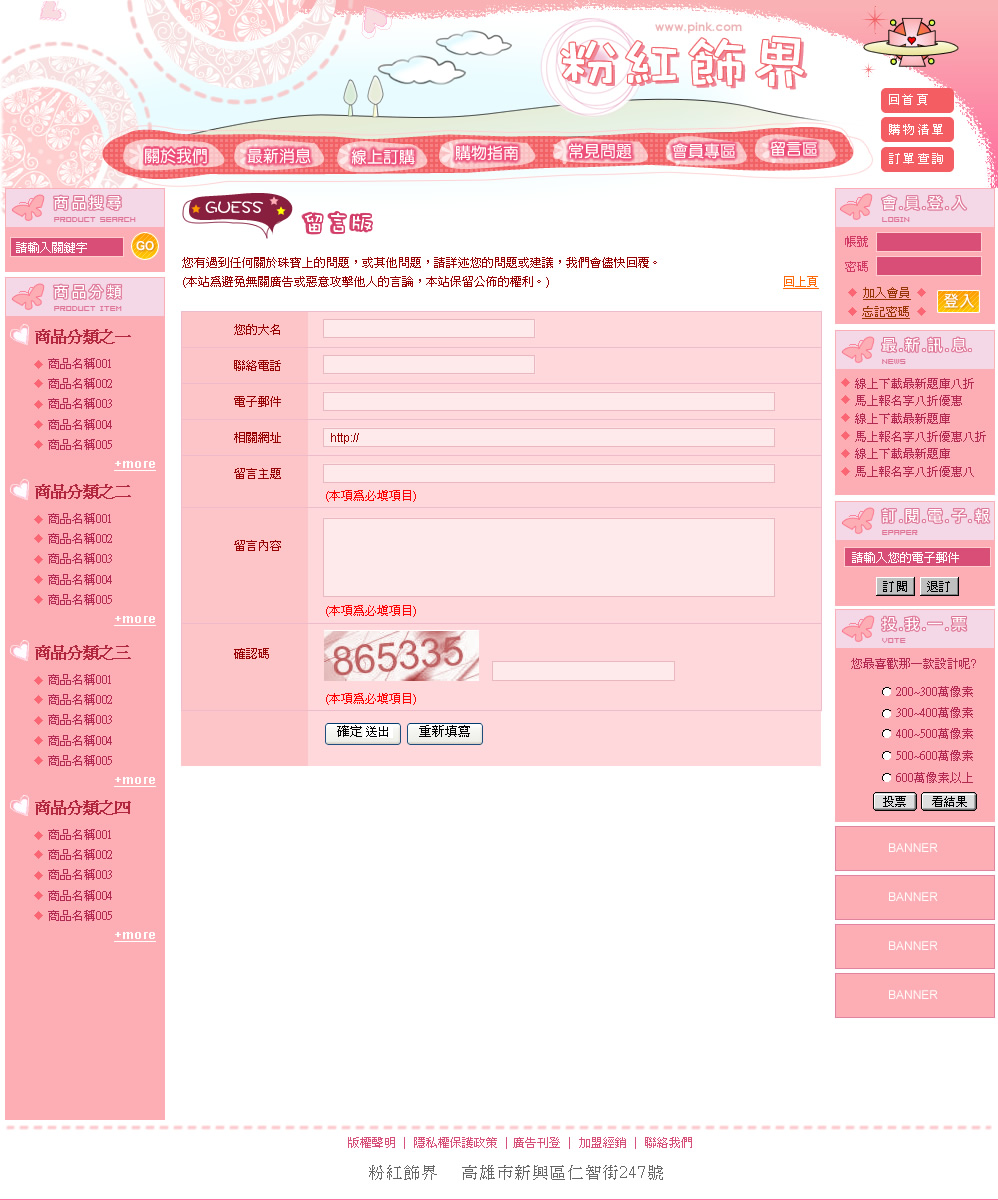 www.pink.com
粉紅飾界
回首頁
購物清單
訂單查詢
關於我們
最新消息
線上訂購
購物指南
常見問題
會員專區
留言區
商品搜尋
PRODUCT SEARCH
請輸入關鍵字
GO
商品分類
PRODUCT ITEM
商品分類之一
商品名稱001
商品名稱002
商品名稱003
商品名稱004
商品名稱005
+more
商品分類之二
商品名稱001
商品名稱002
商品名稱003
商品名稱004
商品名稱005
+more
商品分類之三
商品名稱001
商品名稱002
商品名稱003
商品名稱004
商品名稱005
+more
商品分類之四
商品名稱001
商品名稱002
商品名稱003
商品名稱004
商品名稱005
+more
GUESS
留言版
您有遇到任何關於珠寶上的問題，或其他問題，請詳述您的問題或建議，我們會儘快回覆。
(本站為避免無關廣告或惡意攻擊他人的言論，本站保留公佈的權利。)
回上頁
您的大名
聯絡電話
電子郵件
相關網址
http://
留言主題
(本項為必填項目)
留言內容
(本項為必填項目)
確認碼
865335
(本項為必填項目)
確定送出
重新填寫
會.員.登.入
LOGIN
帳號
密碼
加入會員
忘記密碼
登入
最.新.訊.息.
NEWS
線上下載最新題庫八折
馬上報名享八折優惠
線上下載最新題庫
馬上報名享八折優惠八折
線上下載最新題庫
馬上報名享八折優惠八
訂.閱.電.子.報
EPAPER
請輸入您的電子郵件
訂閱
退訂
投.我.一.票
VOTE
您最喜歡那一款設計呢?
200~300萬像素
300~400萬像素
400~500萬像素
500~600萬像素
600萬像素以上
投票
看結果
BANNER
BANNER
BANNER
BANNER
版權聲明 | 隱私權保護政策 | 廣告刊登 | 加盟經銷 | 聯絡我們
粉紅飾界 高雄市新興區仁智街247號